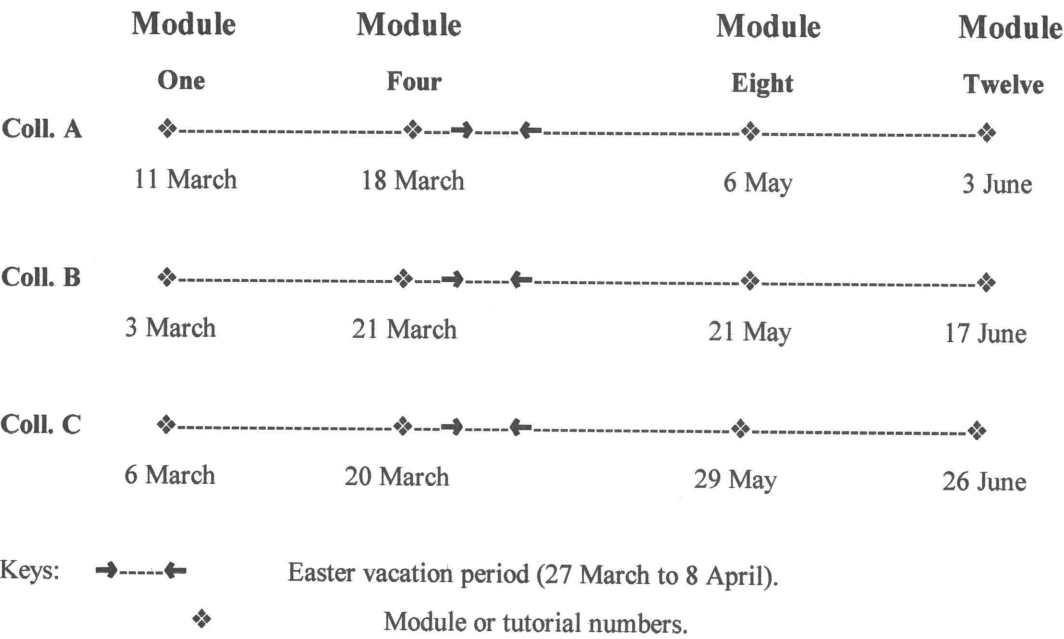 Module Module Module Module
One Four Eight Twelve
Coll. A
11 March 18 March 6 May 3 June
Coll. B
3 March 21 March 21 May 17 June
Coll. C
6 March 20 March 29 May 26 June
Keys: Easter vacation period (27 March to 8 April).
Module or tutorial numbers.